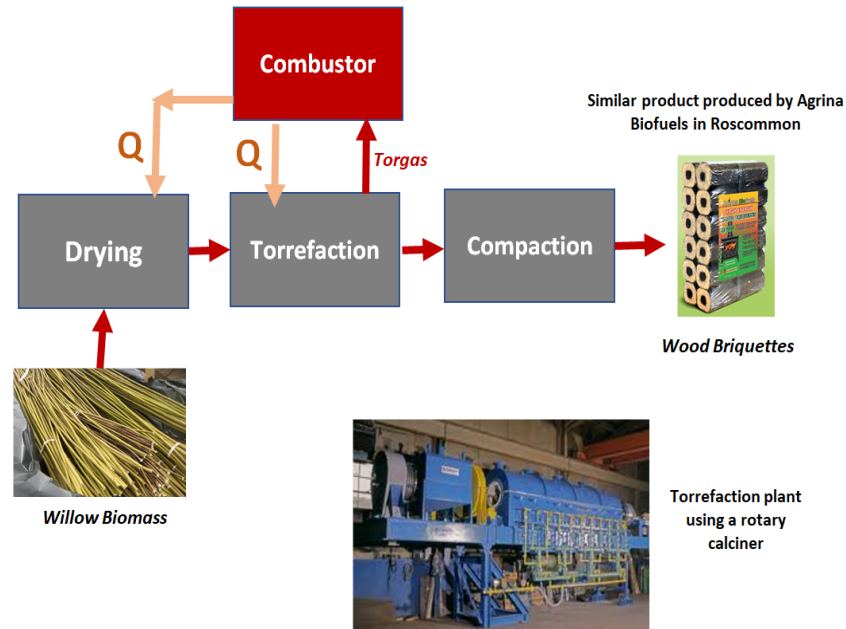 Combustor
Similar product produced by Agrina
Biofuels in Roscommon
Q
Q
Torgas
Drying
Torrefaction
Compaction
Wood Briquettes
Willow Biomass
Torrefaction plant
using a rotary
calciner